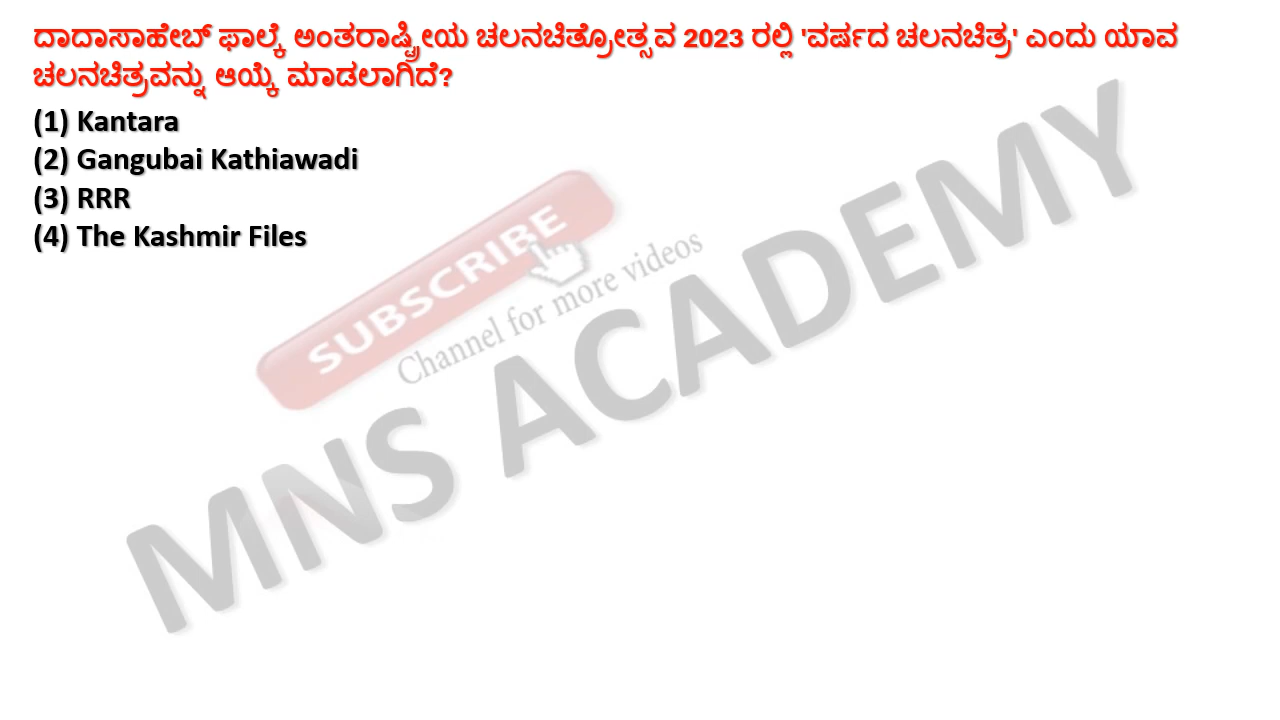 ದಾದಾಸಾಹೇಬ್ ಫಾಲ್ಕೆ ಅಂತರಾಷ್ಟ್ರೀಯ ಚಲನಚಿತ್ರೋತ್ಸವ 2023 ರಲ್ಲಿ 'ವರ್ಷದ ಚಲನಚಿತ್ರ' ಎಂದು ಯಾವ
ಚಲನಚಿತ್ರವನ್ನು ಆಯ್ಕೆ ಮಾಡಲಾಗಿದೆ?
(1) Kantara
(2) Gangubai Kathiawadi
(3) RRR
(4) The Kashmir Files
SUBSCRIBE
Channel for more videos
MNS ACADEMY